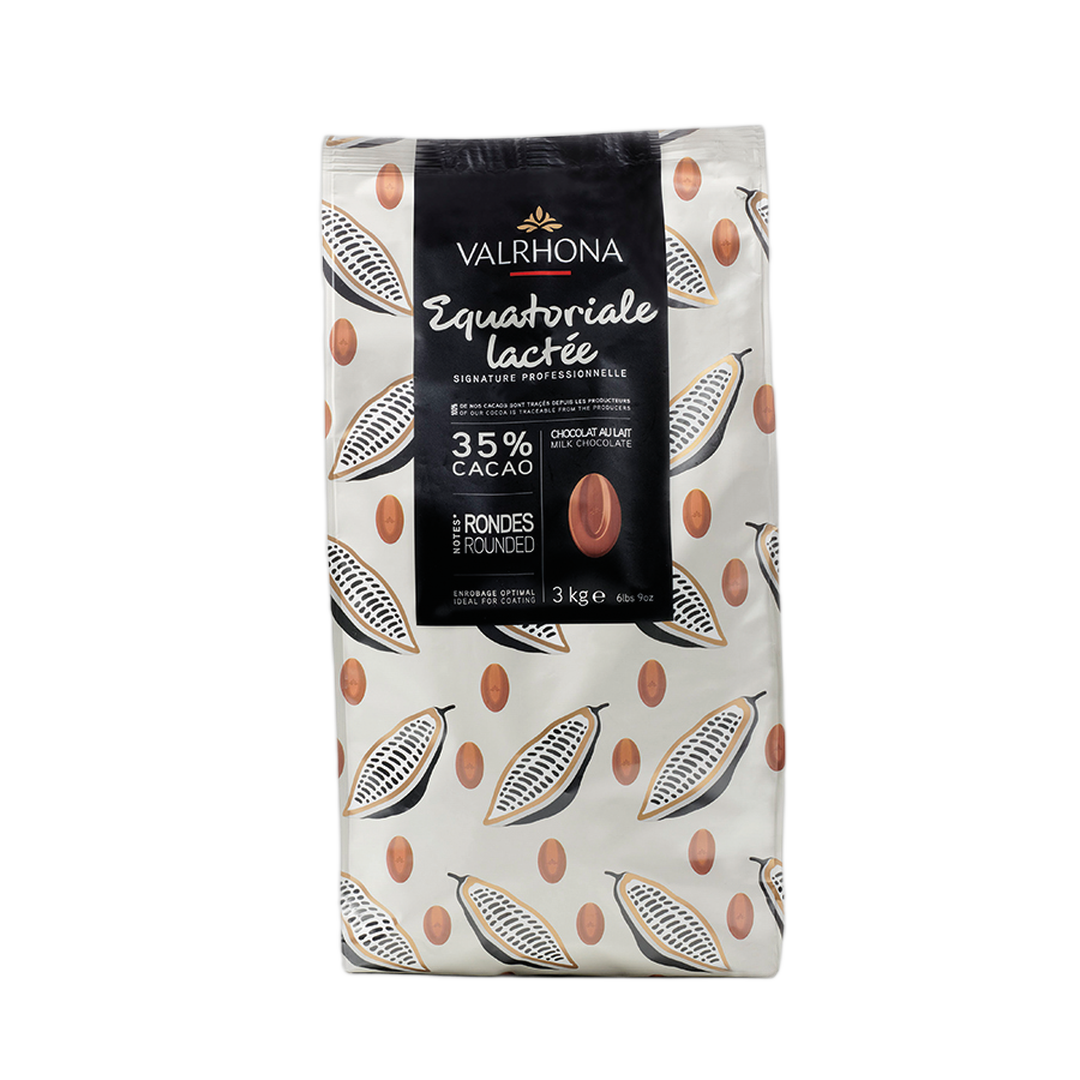 VALRHONA
Equatoriale
lactée
SIGNATURE PROFESSIONNELLE
100% DE NOS CACAOS SONT TRAÇÉS DEPUIS LES PRODUCTEURS
OF OUR COCOA IS TRACEABLE FROM THE PRODUCERS
35%
CACAO
CHOCOLAT AU LAIT
MILK CHOCOLATE
NOTES*
RONDES
ROUNDED
ENROBAGE OPTIMAL
IDEAL FOR COATING
3 kg e 6lbs 9oz